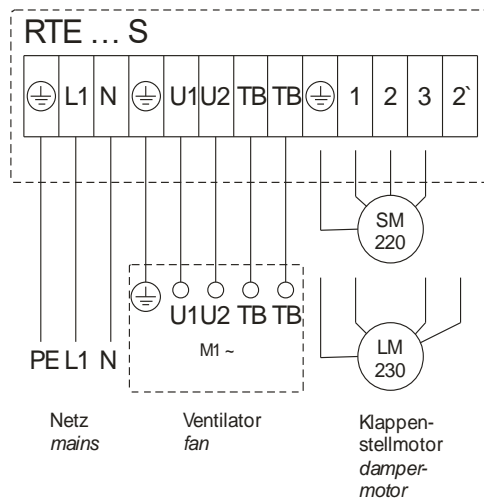 RTE ... S
L1 N U1 U2 TB TB 1 2 3 2`
SM
220
U1 U2 TB TB
M1 ~
LM
230
PE L1 N
Netz
mains
Ventilator
fan
Klappen-
stellmotor
damper-
motor